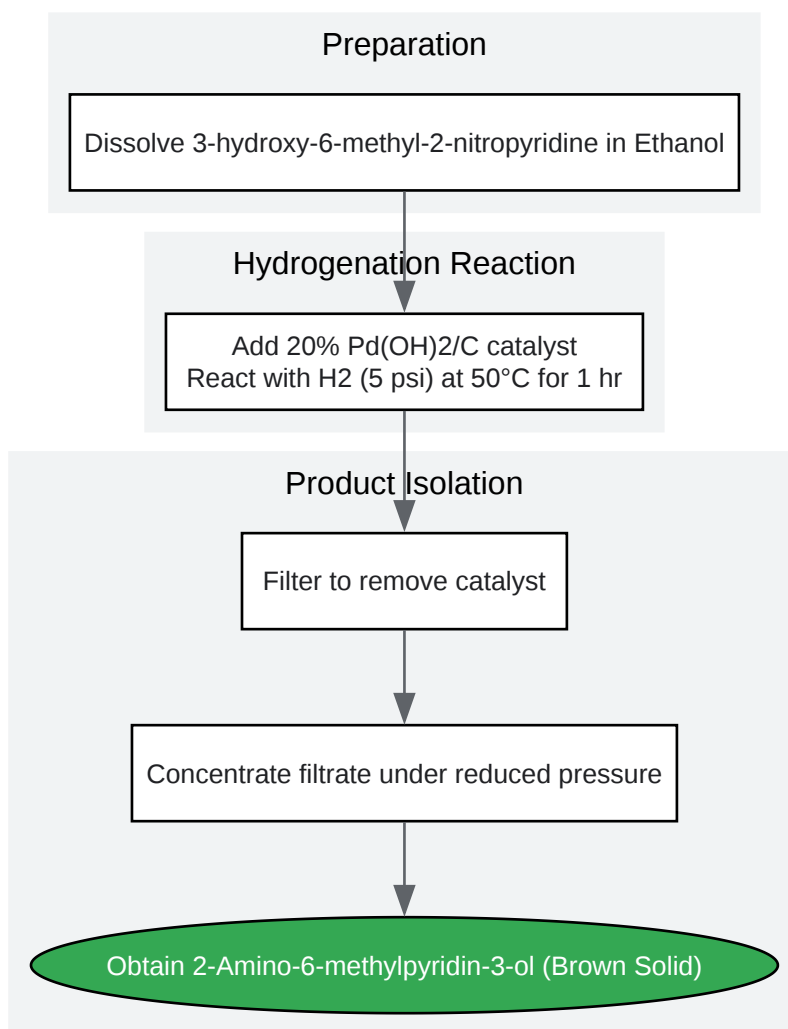 Preparation
Dissolve 3-hydroxy-6-methyl-2-nitropyridine in Ethanol
Hydrogenation Reaction
Add 20% Pd(OH)2/C catalyst
React with H2 (5 psi) at 50°C for 1 hr
Product Isolation
Filter to remove catalyst
Concentrate filtrate under reduced pressure
Obtain 2-Amino-6-methylpyridin-3-ol (Brown Solid)